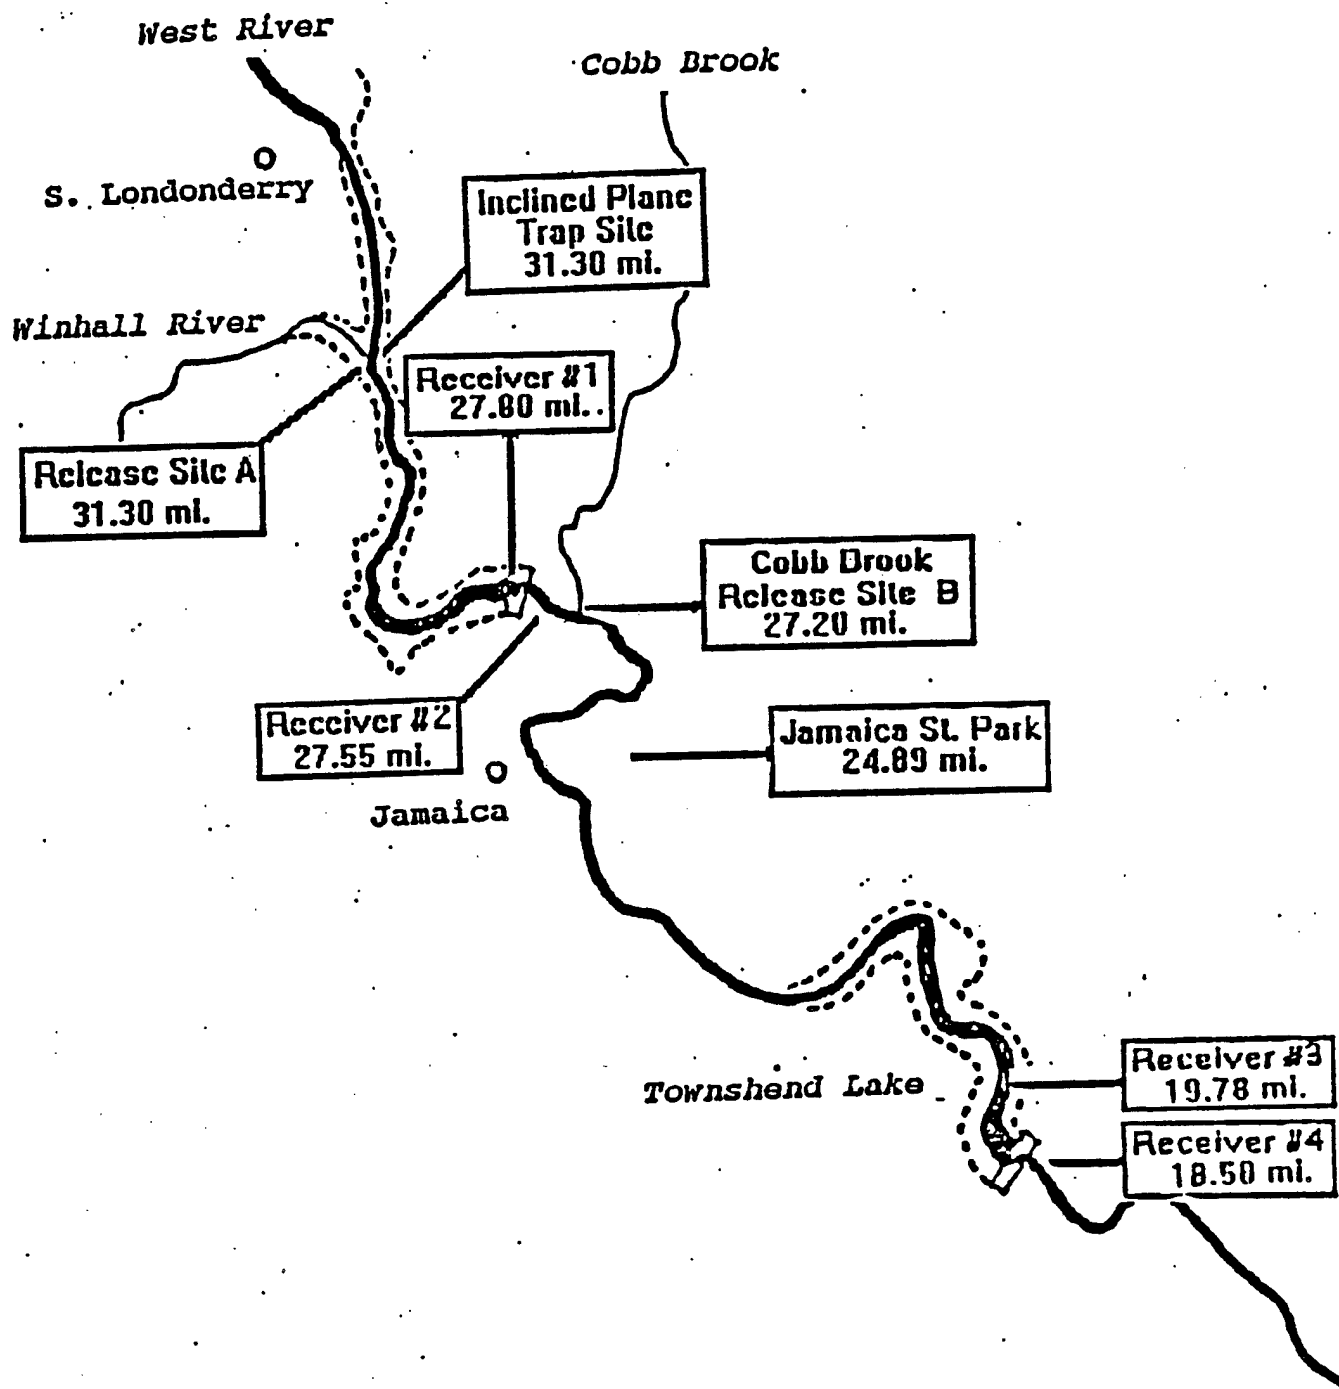 West River
Cobb Brook
S. Londonderry
Inclined Plane
Trap Site
31.30 mi.
Winhall River
Receiver #1
27.80 mi.
Release Site A
31.30 mi.
Cobb Brook
Release Site B
27.20 mi.
Receiver #2
27.55 mi.
Jamaica St. Park
24.89 mi.
Jamaica
Townshend Lake
Receiver #3
19.78 mi.
Receiver #4
18.50 mi.